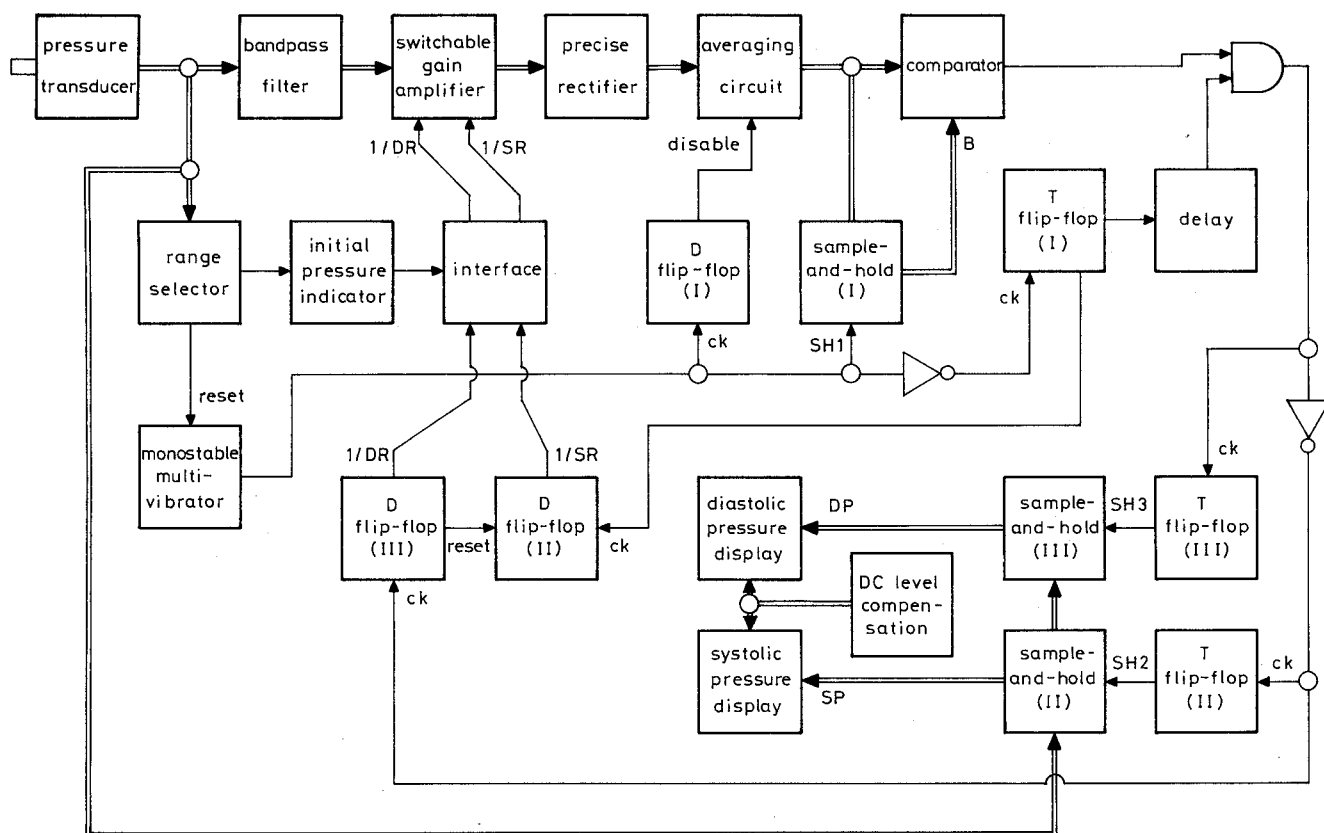 pressure
transducer
bandpass
filter
switchable
gain
amplifier
precise
rectifier
averaging
circuit
comparator
1/DR
1/SR
disable
B
range
selector
initial
pressure
indicator
interface
D
flip-flop
(I)
sample-
and-hold
(I)
T
flip-flop
(I)
delay
ck
SH1
ck
reset
monostable
multi-
vibrator
1/DR
1/SR
ck
D
flip-flop
(III)
reset
D
flip-flop
(II)
ck
ck
diastolic
pressure
display
DP
sample-
and-hold
(III)
SH3
T
flip-flop
(III)
DC level
compen-
sation
systolic
pressure
display
SP
sample-
and-hold
(II)
SH2
T
flip-flop
(II)
ck